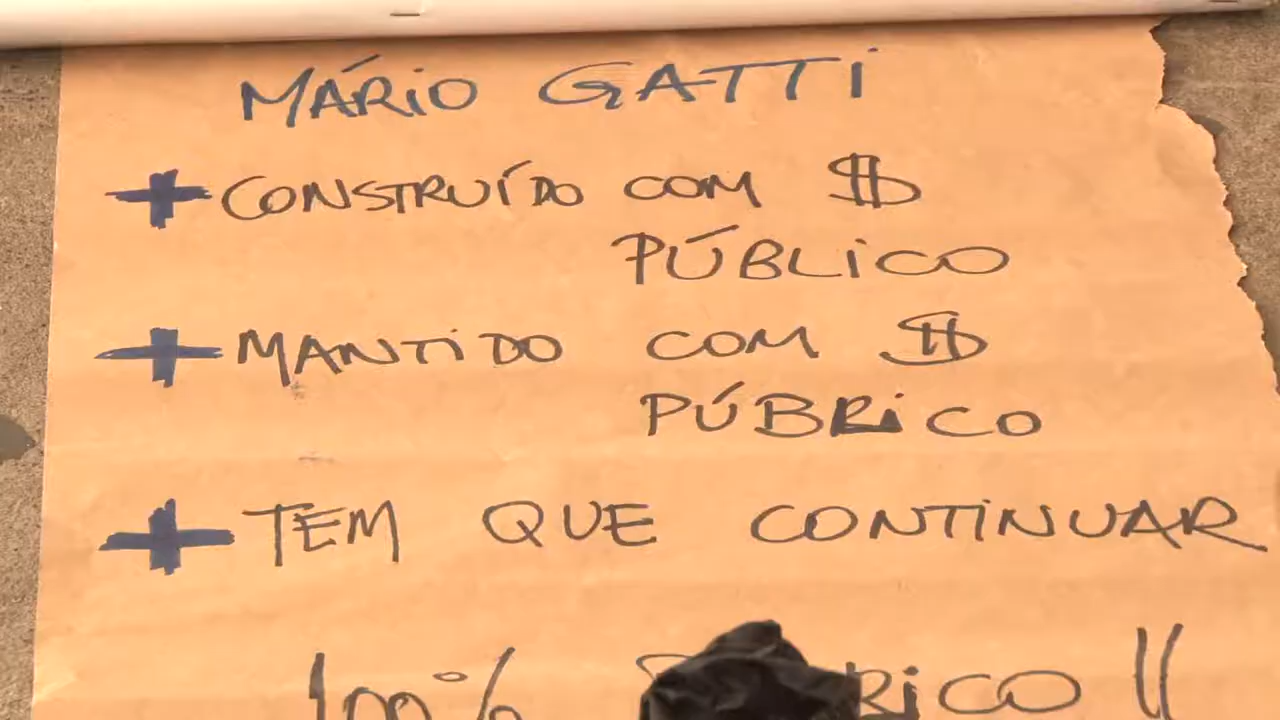 MÁRIO GATTI
+ CONSTRUÍDO COM $
PÚBLICO
+ MANTIDO COM $
PÚBRICO
+ TEM QUE CONTINUAR
100%